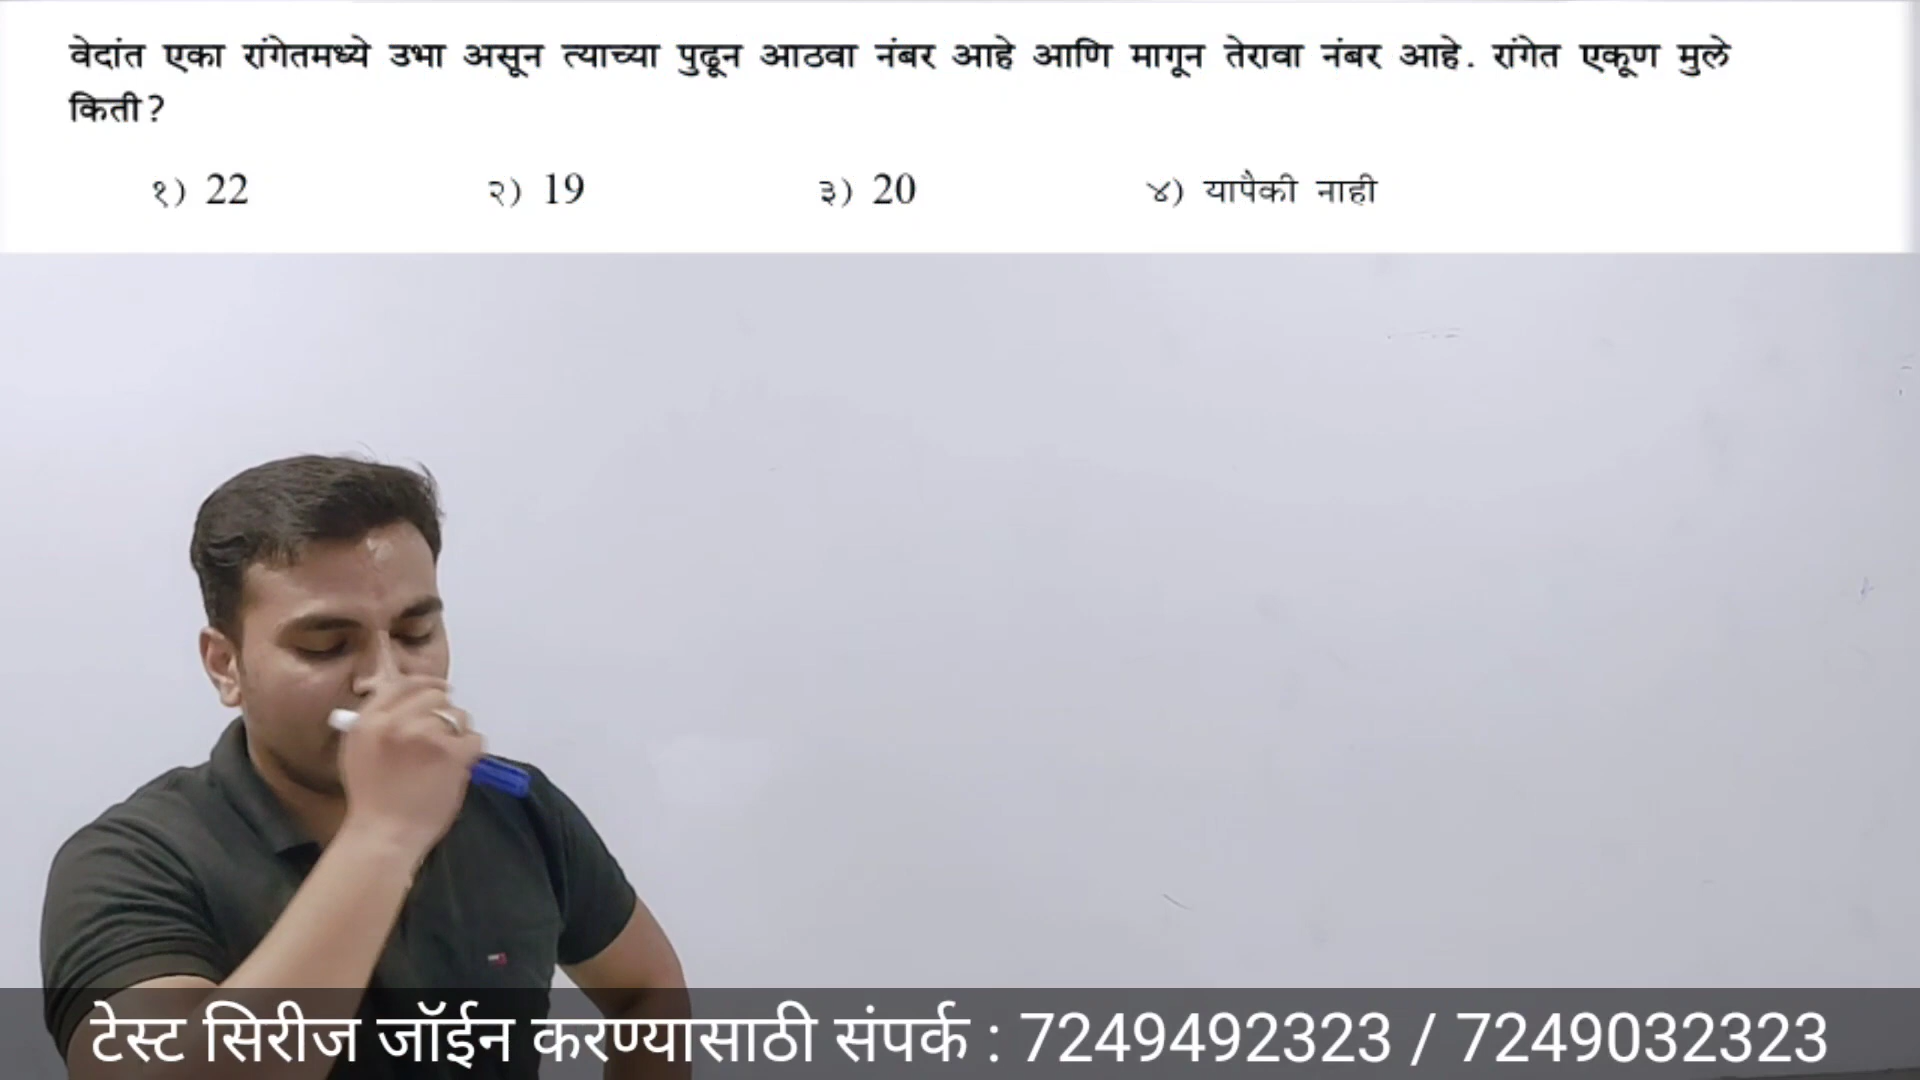 वेदांत एका रांगेतमध्ये उभा असून त्याच्या पुढून आठवा नंबर आहे आणि मागून तेरावा नंबर आहे. रांगेत एकूण मुले
किती?
१) 22 २) 19 ३) 20 ४) यापैकी नाही
टेस्ट सिरीज जॉईन करण्यासाठी संपर्क : 7249492323 / 7249032323